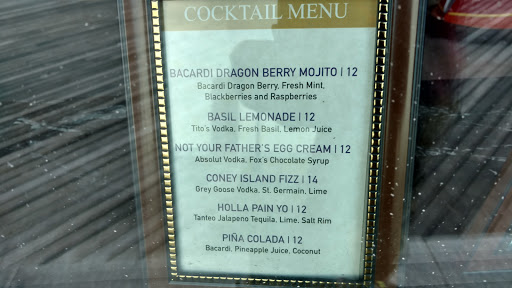 COCKTAIL MENU
BACARDI DRAGON BERRY MOJITO | 12
Bacardi Dragon Berry, Fresh Mint,
Blackberries and Raspberries
BASIL LEMONADE | 12
Tito's Vodka, Fresh Basil, Lemon Juice
NOT YOUR FATHER'S EGG CREAM | 12
Absolut Vodka, Fox's Chocolate Syrup
CONEY ISLAND FIZZ | 14
Grey Goose Vodka, St. Germain, Lime
HOLLA PAIN YO | 12
Tanteo Jalapeno Tequila, Lime, Salt Rim
PIÑA COLADA | 12
Bacardi, Pineapple Juice, Coconut